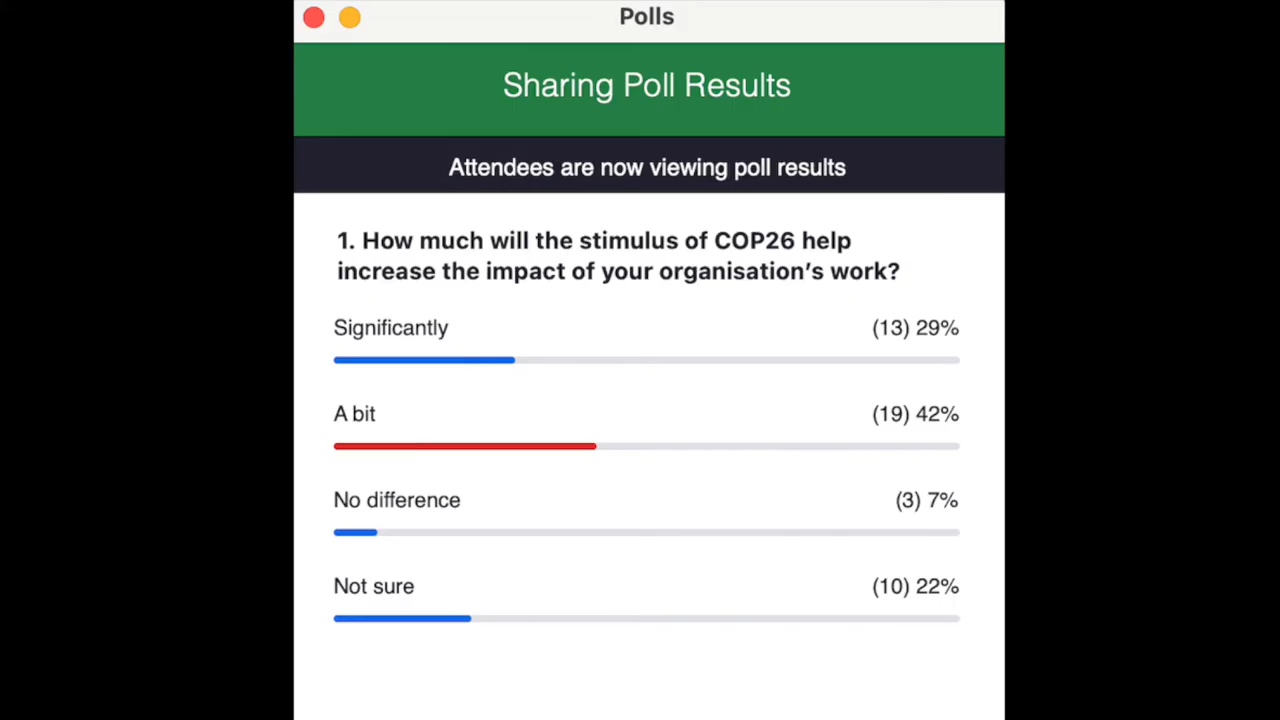 Polls
Sharing Poll Results
Attendees are now viewing poll results
1. How much will the stimulus of COP26 help
increase the impact of your organisation's work?
Significantly (13) 29%
A bit (19) 42%
No difference (3) 7%
Not sure (10) 22%